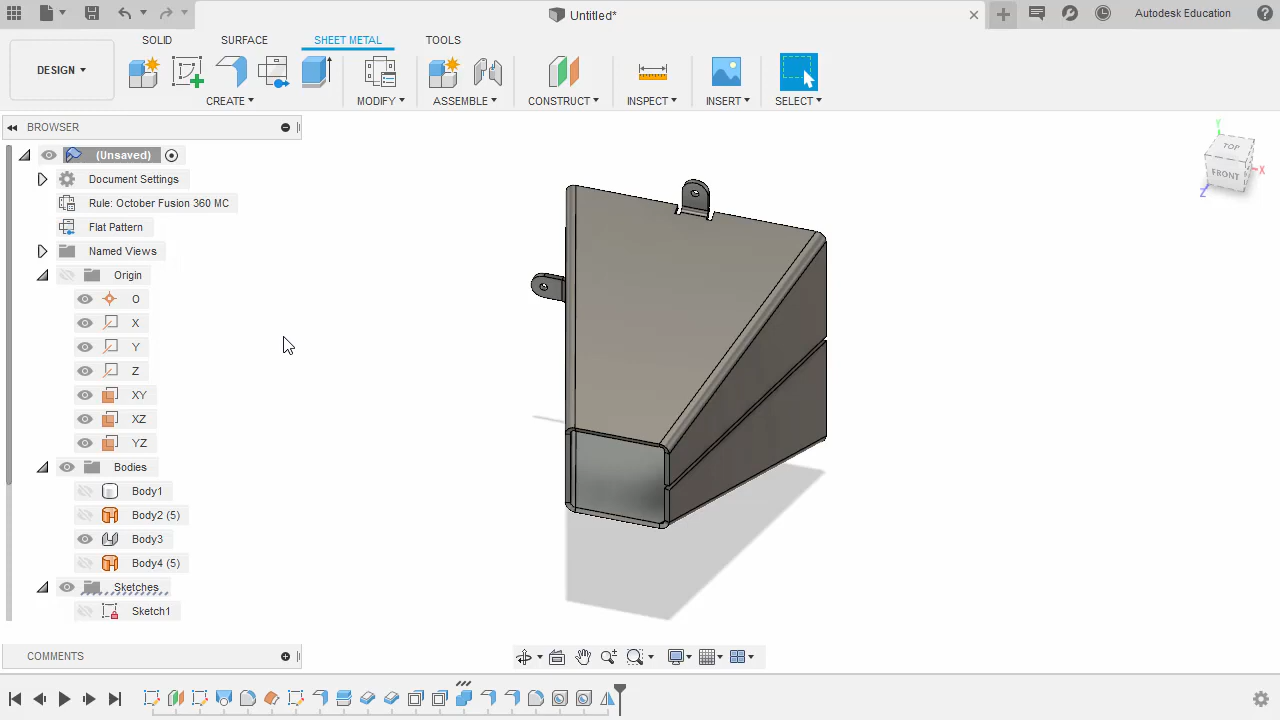 Untitled*
Autodesk Education
SOLID SURFACE SHEET METAL TOOLS
DESIGN
CREATE MODIFY ASSEMBLE CONSTRUCT INSPECT INSERT SELECT
BROWSER
(Unsaved)
Document Settings
Rule: October Fusion 360 MC
Flat Pattern
Named Views
Origin
O
X
Y
Z
XY
XZ
YZ
Bodies
Body1
Body2 (5)
Body3
Body4 (5)
Sketches
Sketch1
COMMENTS
Y
TOP
FRONT
X
Z